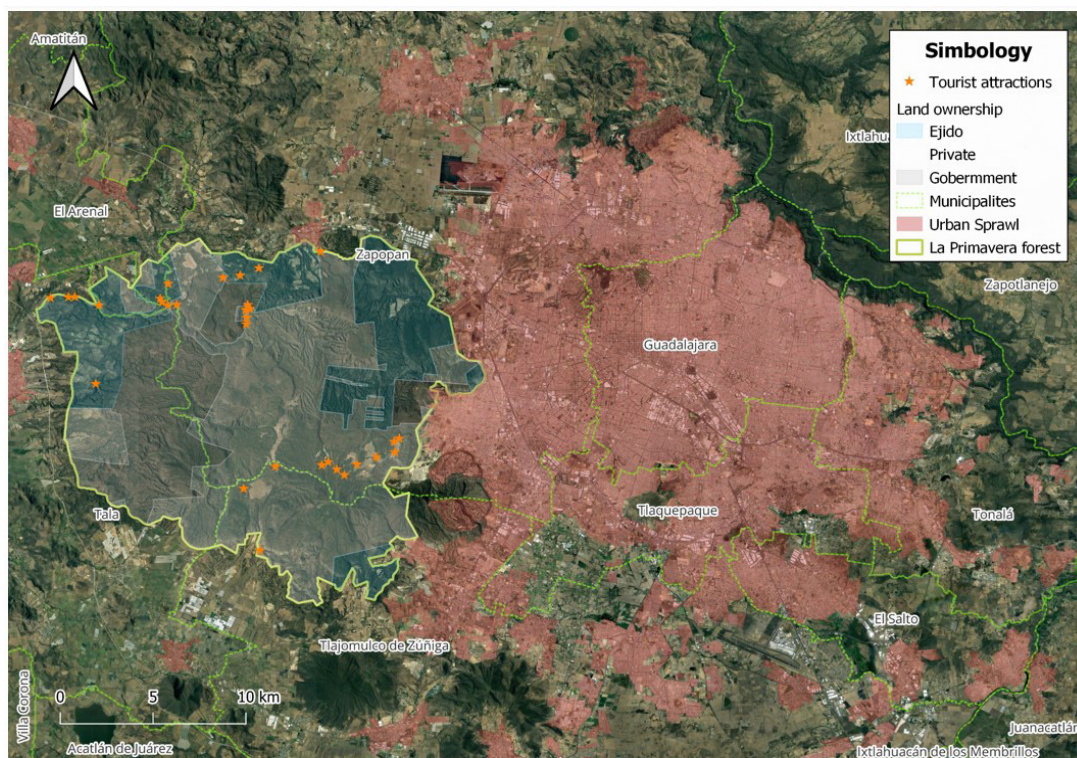 Amatitán
Simbology
Tourist attractions
Land ownership
Ejido
Private
Gobermment
Municipalites
Urban Sprawl
La Primavera forest
Ixtlahua
El Arenal
Zapopan
Zapotlanejo
Guadalajara
Tala
Tlaquepaque
Tonalá
El Salto
Tlajomulco de Zúñiga
Villa Corona
0 5 10 km
Juanacatlán
Acatlán de Juárez
Ixtlahuacán de los Membrillos